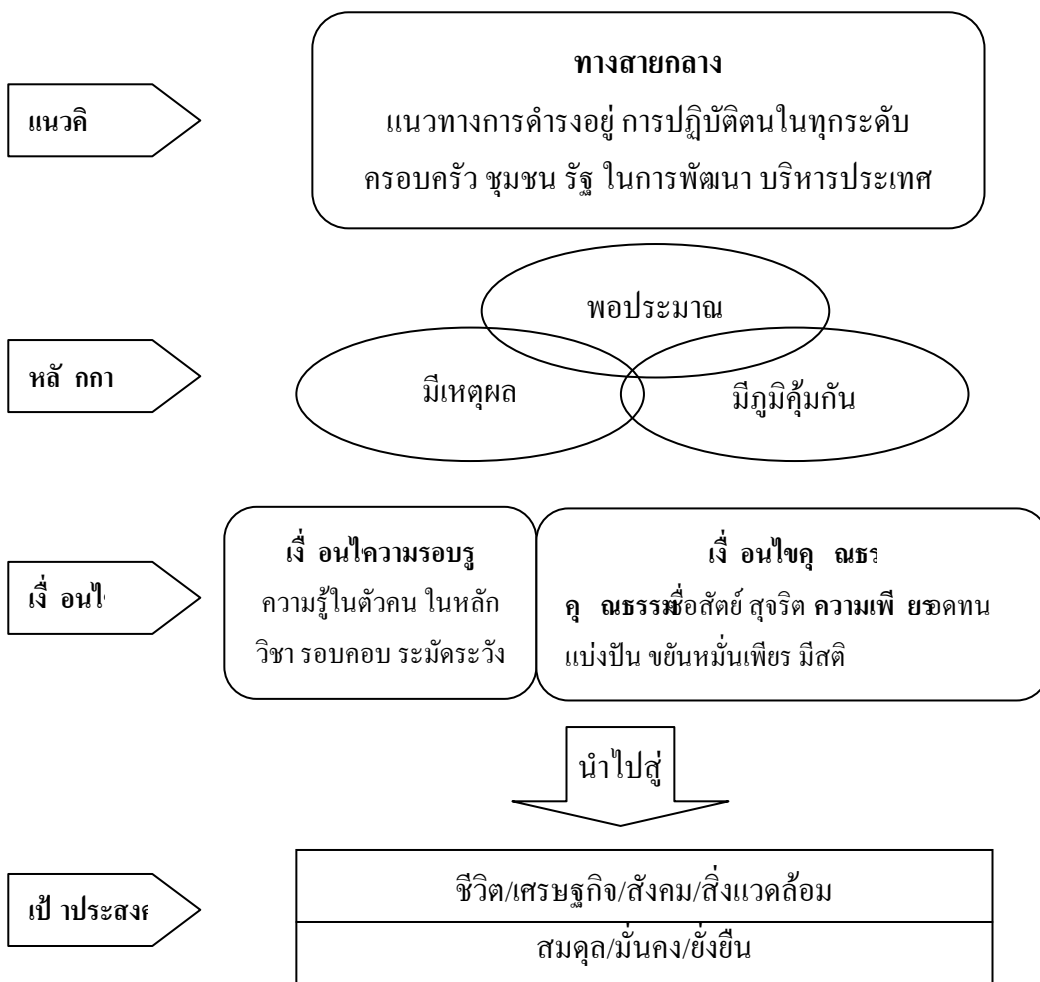 ทางสายกลาง
แนวคิ
แนวทางการดำรงอยู่ การปฏิบัติตนในทุกระดับ
ครอบครัว ชุมชน รัฐ ในการพัฒนา บริหารประเทศ
พอประมาณ
หลั กกา
มีเหตุผล
มีภูมิคุ้มกัน
เงื่ อนไความรอบรู
ความรู้ในตัวคน ในหลัก
วิชา รอบคอบ ระมัดระวัง
เงื่ อนไขคุ ณธร
คุ ณธรรมซื่อสัตย์ สุจริต ความเพี ยรอดทน
แบ่งปัน ขยันหมั่นเพียร มีสติ
เงื่ อนไ
นำไปสู่
เป้ าประสง
ชีวิต/เศรษฐกิจ/สังคม/สิ่งแวดล้อม
สมดุล/มั่นคง/ยั่งยืน